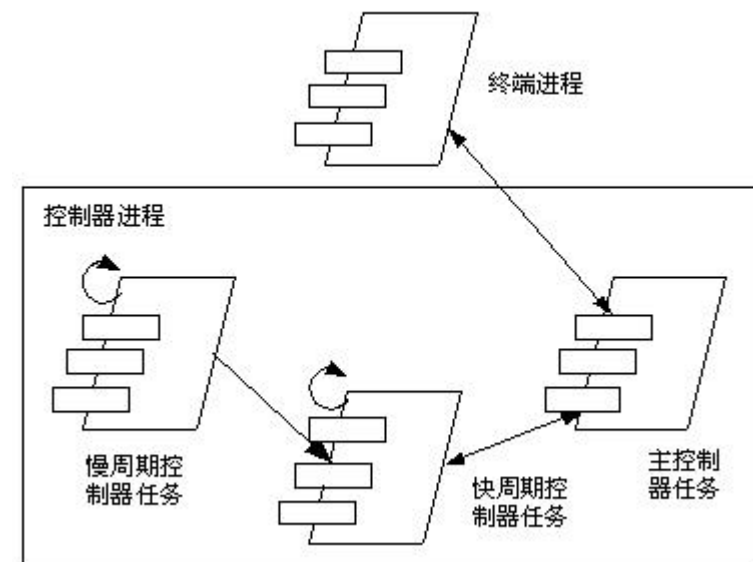 终端进程
控制器进程
慢周期控
制器任务
快周期控
制器任务
主控制
器任务